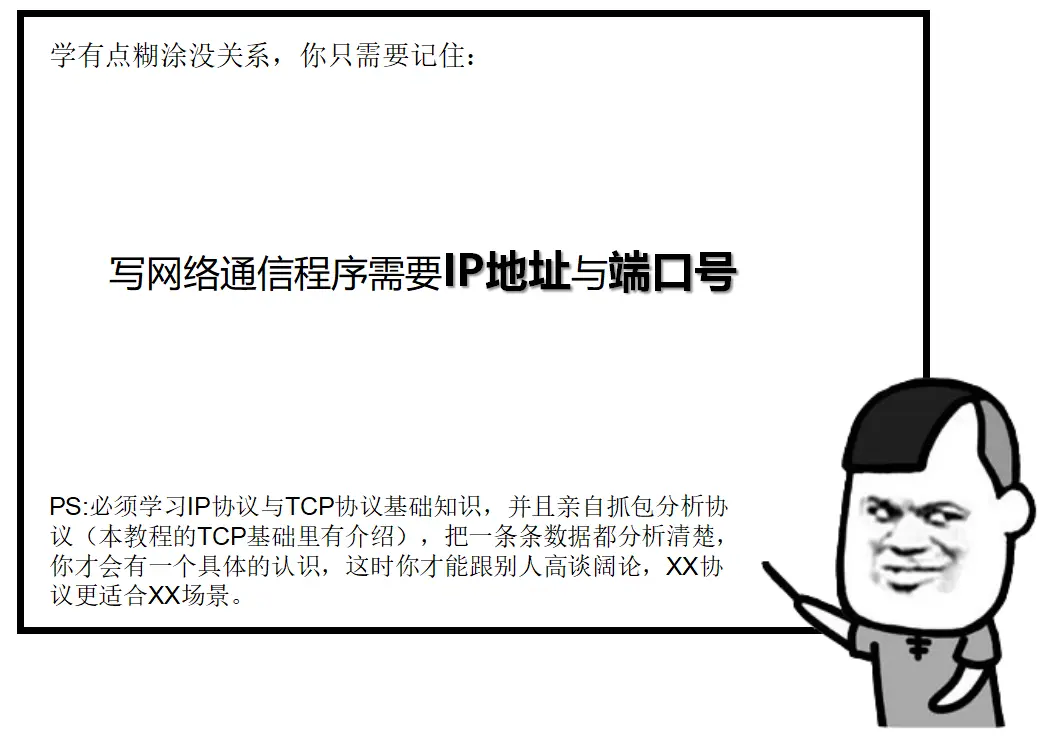 学有点糊涂没关系，你只需要记住：
写网络通信程序需要IP地址与端口号
PS:必须学习IP协议与TCP协议基础知识，并且亲自抓包分析协
议（本教程的TCP基础里有介绍），把一条条数据都分析清楚，
你才会有一个具体的认识，这时你才能跟别人高谈阔论，XX协
议更适合XX场景。